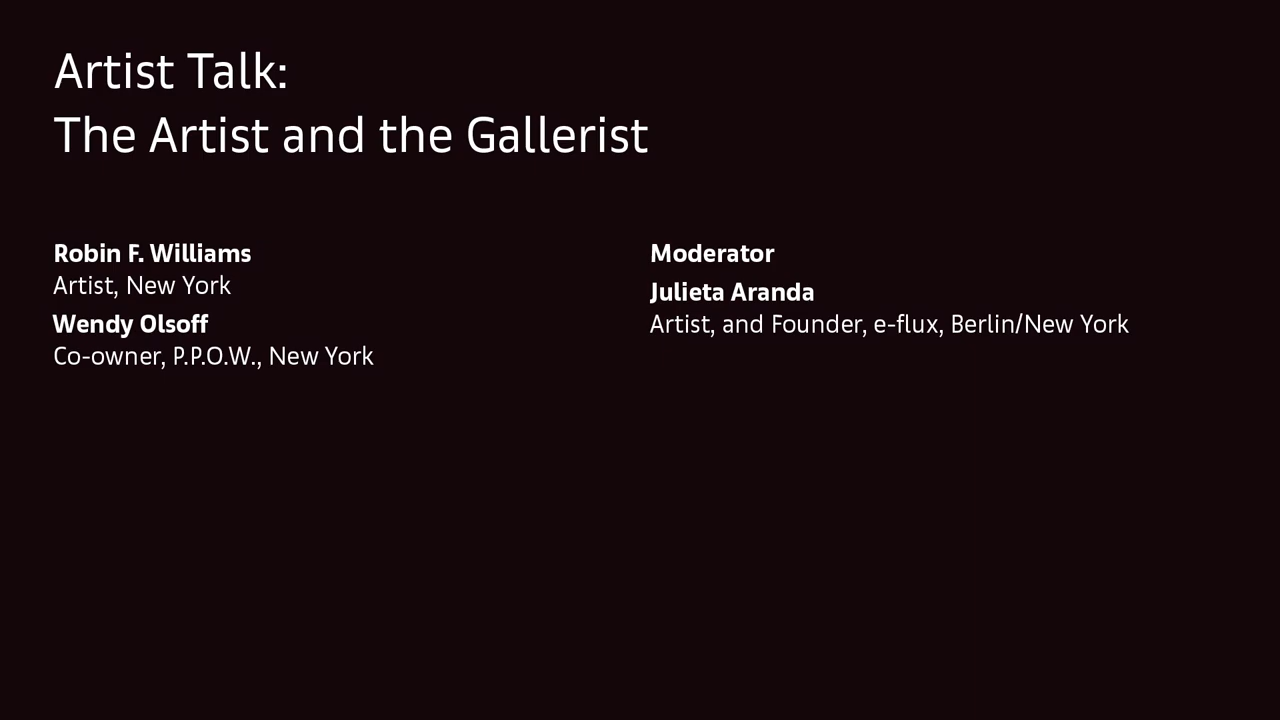 Artist Talk:
The Artist and the Gallerist
Robin F. Williams
Artist, New York
Wendy Olsoff
Co-owner, P.P.O.W., New York
Moderator
Julieta Aranda
Artist, and Founder, e-flux, Berlin/New York